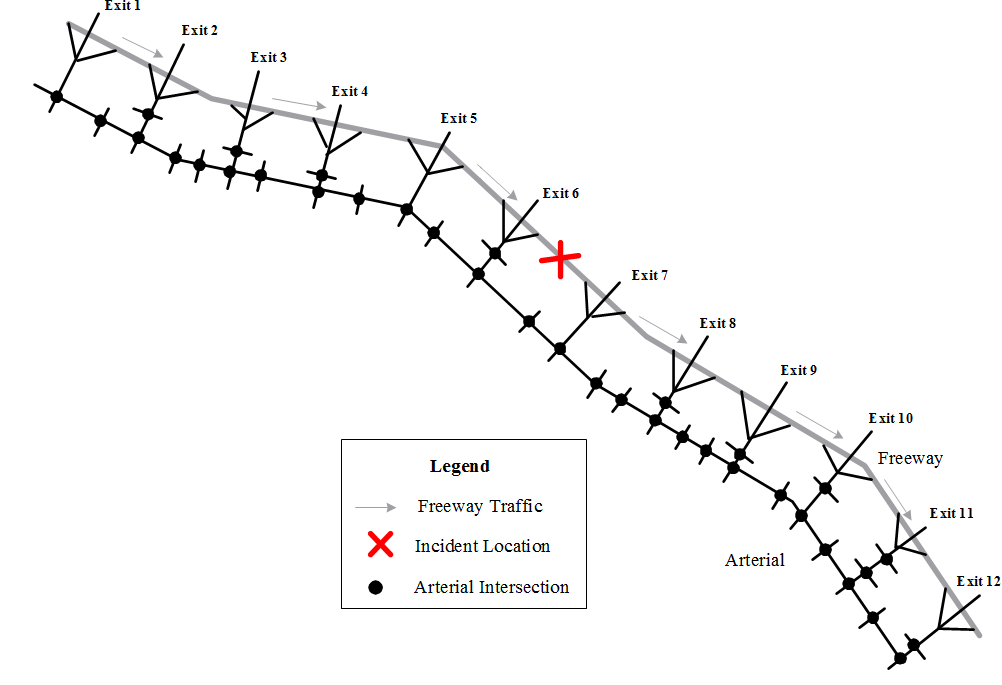 Exit 1
Exit 2
Exit 3
Exit 4
Exit 5
Exit 6
Exit 7
Exit 8
Exit 9
Exit 10
Freeway
Exit 11
Arterial
Exit 12
Legend
Freeway Traffic
Incident Location
Arterial Intersection